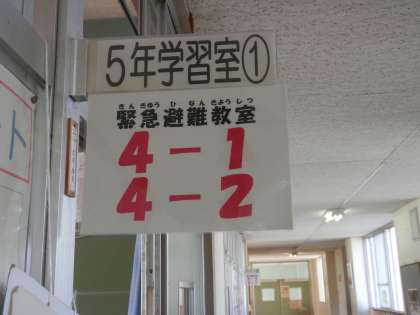 5年学習室①
きんきゅう ひ なん きょう しつ
緊急避難教室
4－1
4－2
ト